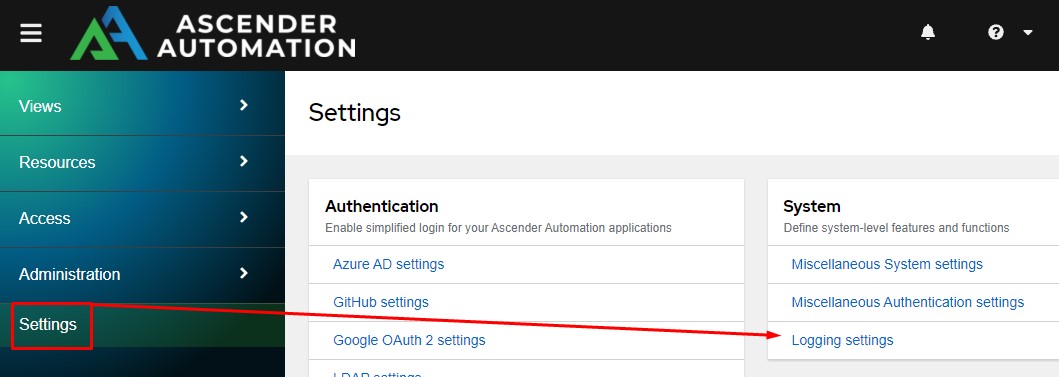 ASCENDER
AUTOMATION
Views
Resources
Access
Administration
Settings
Settings
Authentication
Enable simplified login for your Ascender Automation applications
Azure AD settings
GitHub settings
Google OAuth 2 settings
LDAP settings
System
Define system-level features and functions
Miscellaneous System settings
Miscellaneous Authentication settings
Logging settings